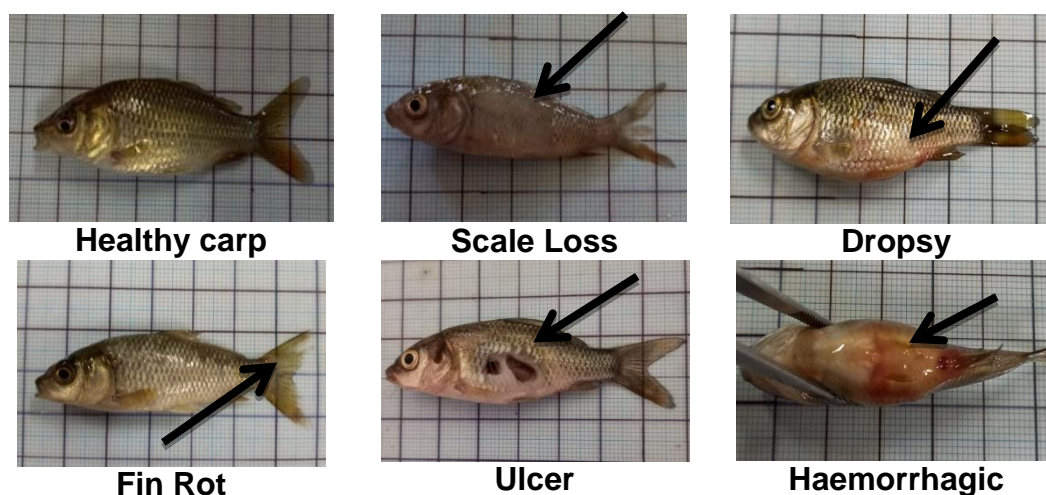 Healthy carp
Scale Loss
Dropsy
Fin Rot
Ulcer
Haemorrhagic